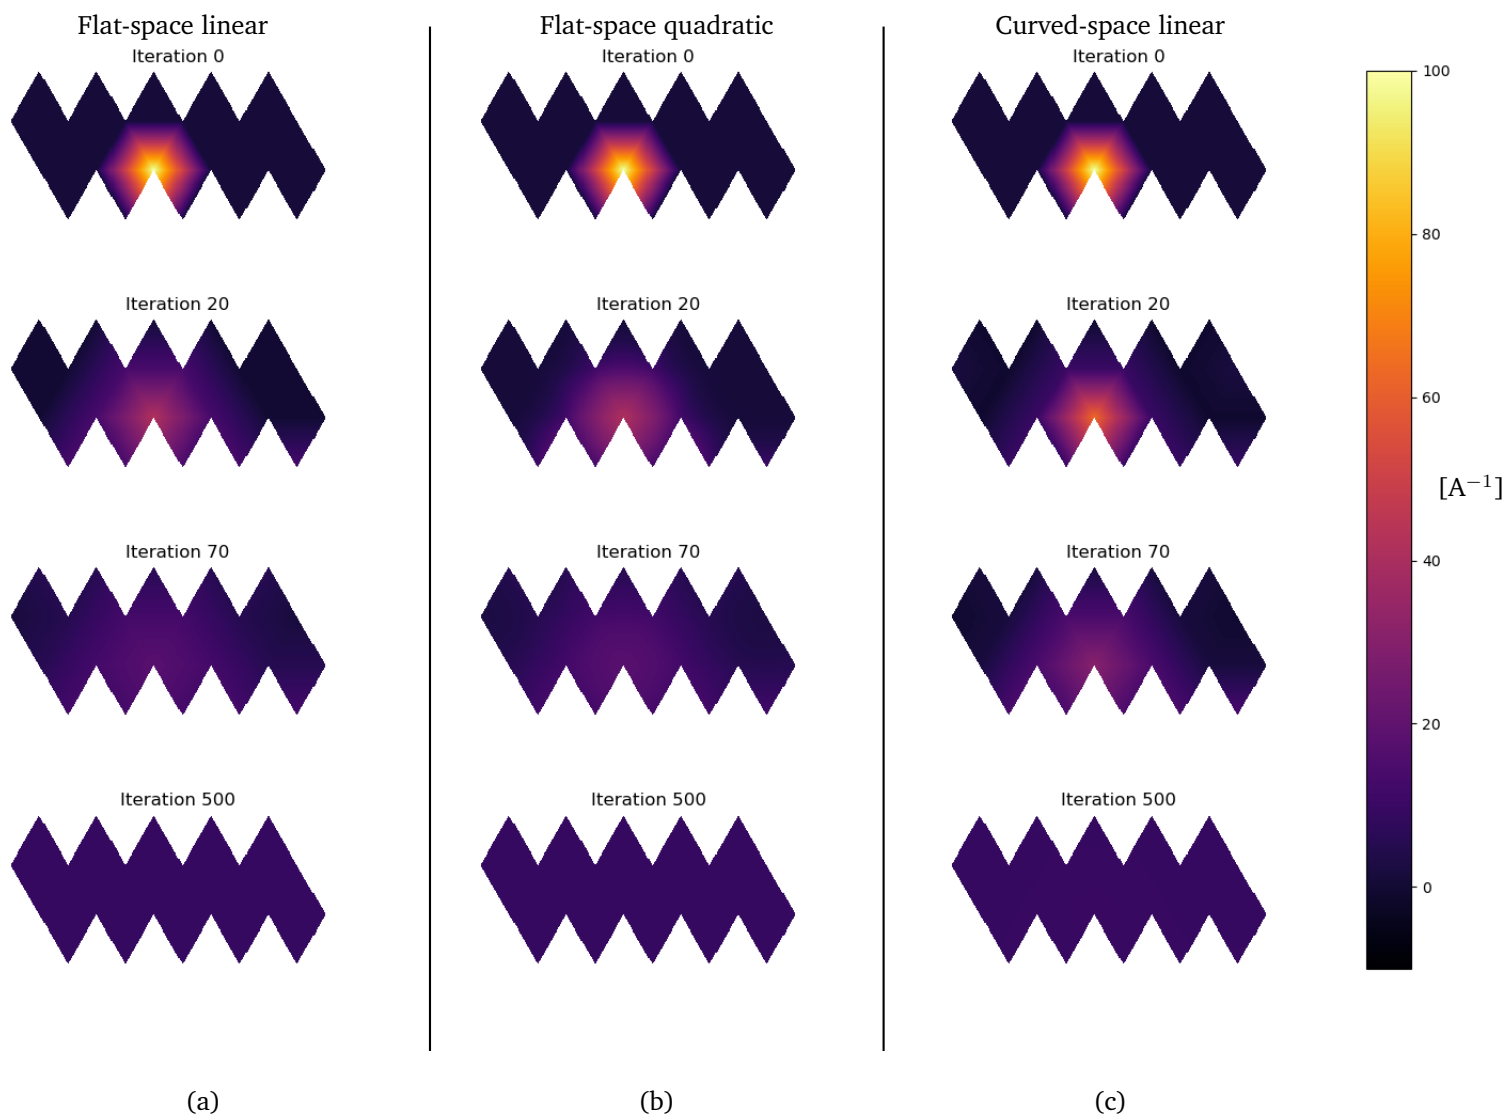 Flat-space linear
Flat-space quadratic
Curved-space linear
Iteration 0
Iteration 0
Iteration 0
Iteration 20
Iteration 20
Iteration 20
Iteration 70
Iteration 70
Iteration 70
Iteration 500
Iteration 500
Iteration 500
100
80
60
[A⁻¹]
40
20
0
(a)
(b)
(c)